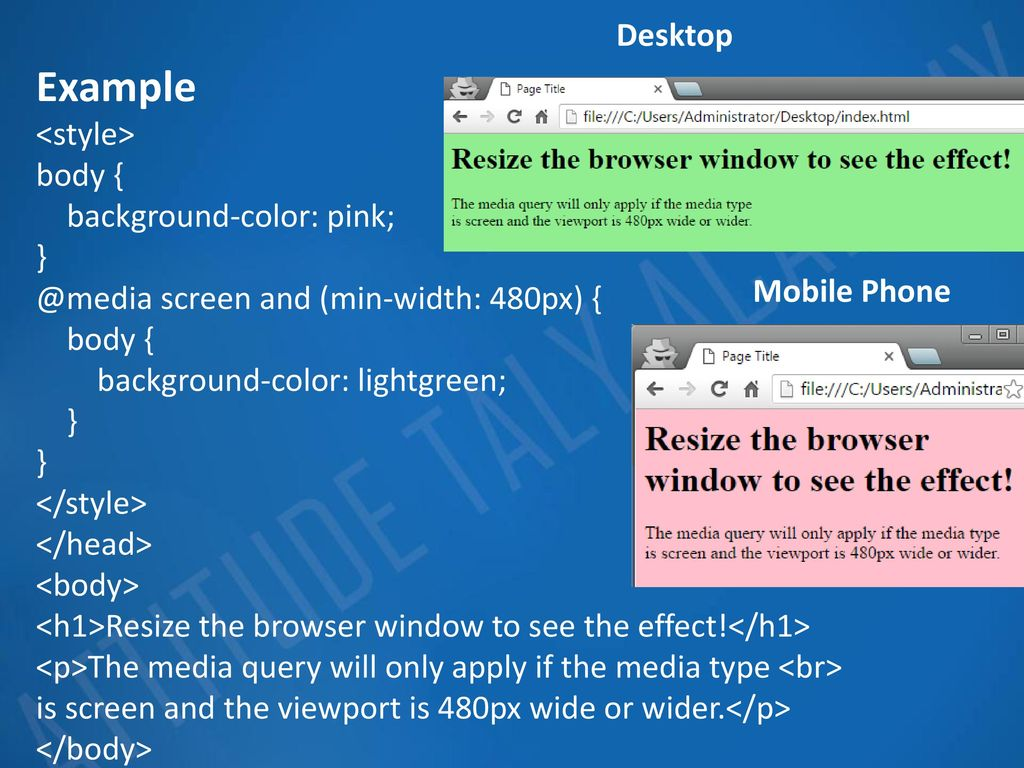 Desktop
Example
<style>
body {
background-color: pink;
}
@media screen and (min-width: 480px) {
body {
background-color: lightgreen;
}
}
</style>
</head>
<body>
<h1>Resize the browser window to see the effect!</h1>
<p>The media query will only apply if the media type <br>
is screen and the viewport is 480px wide or wider.</p>
</body>
Page Title
file:///C:/Users/Administrator/Desktop/index.html
Resize the browser window to see the effect!
The media query will only apply if the media type
is screen and the viewport is 480px wide or wider.
Mobile Phone
Page Title
file:///C:/Users/Administra
Resize the browser
window to see the effect!
The media query will only apply if the media type
is screen and the viewport is 480px wide or wider.